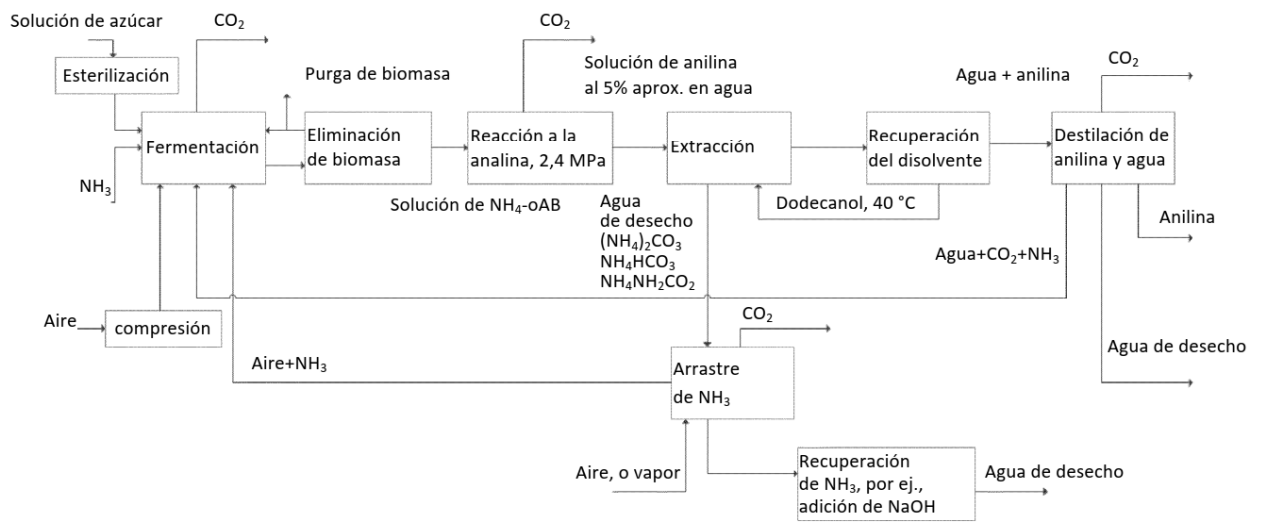 Solución de azúcar
CO₂
CO₂
Esterilización
Purga de biomasa
Solución de anilina
al 5% aprox. en agua
Agua + anilina
CO₂
Fermentación
Eliminación
de biomasa
Reacción a la
analina, 2,4 MPa
Extracción
Recuperación
del disolvente
Destilación de
anilina y agua
NH₃
Solución de NH₄-oAB
Agua
de desecho
(NH₄)₂CO₃
NH₄HCO₃
NH₄NH₂CO₂
Dodecanol, 40 °C
Anilina
Agua+CO₂+NH₃
Aire
compresión
CO₂
Agua de desecho
Aire+NH₃
Arrastre
de NH₃
Aire, o vapor
Recuperación
de NH₃, por ej.,
adición de NaOH
Agua de desecho